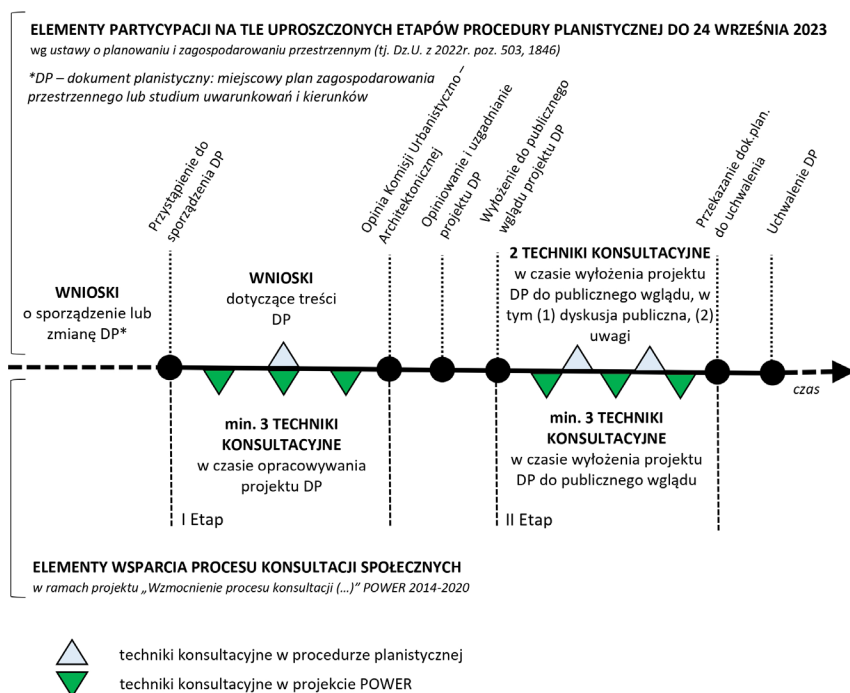 ELEMENTY PARTYCYPACJI NA TLE UPROSZCZONYCH ETAPÓW PROCEDURY PLANISTYCZNEJ DO 24 WRZEŚNIA 2023
wg ustawy o planowaniu i zagospodarowaniu przestrzennym (tj. Dz.U. z 2022r. poz. 503, 1846)
*DP – dokument planistyczny: miejscowy plan zagospodarowania
przestrzennego lub studium uwarunkowań i kierunków
Przystąpienie do
sporządzenia DP
Opinia Komisji Urbanistyczno –
Architektonicznej
Opiniowanie i uzgadnianie
projektu DP
Wyłożenie do publicznego
wglądu projektu DP
Przekazanie dok.plan.
do uchwalenia
Uchwalenie DP
WNIOSKI
o sporządzenie lub
zmianę DP*
WNIOSKI
dotyczące treści
DP
2 TECHNIKI KONSULTACYJNE
w czasie wyłożenia projektu
DP do publicznego wglądu, w
tym (1) dyskusja publiczna, (2)
uwagi
czas
min. 3 TECHNIKI
KONSULTACYJNE
w czasie opracowywania
projektu DP
min. 3 TECHNIKI
KONSULTACYJNE
w czasie wyłożenia projektu
DP do publicznego wglądu
I Etap
II Etap
ELEMENTY WSPARCIA PROCESU KONSULTACJI SPOŁECZNYCH
w ramach projektu „Wzmocnienie procesu konsultacji (...)” POWER 2014-2020
techniki konsultacyjne w procedurze planistycznej
techniki konsultacyjne w projekcie POWER